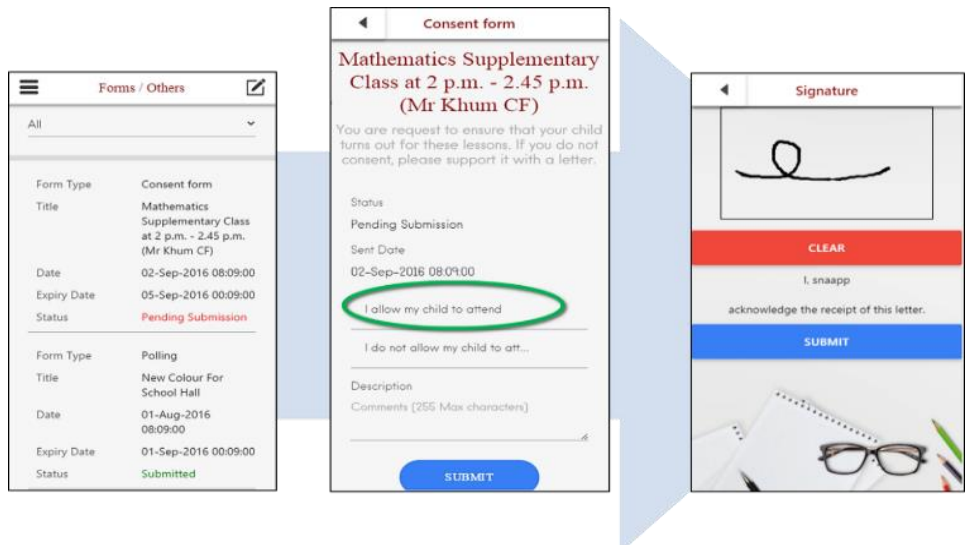 Forms / Others
All
Form Type Consent form
Title Mathematics
Supplementary Class
at 2 p.m. - 2.45 p.m.
(Mr Khum CF)
Date 02-Sep-2016 08:09:00
Expiry Date 05-Sep-2016 00:09:00
Status Pending Submission
Form Type Polling
Title New Colour For
School Hall
Date 01-Aug-2016
08:09:00
Expiry Date 01-Sep-2016 00:09:00
Status Submitted
Consent form
Mathematics Supplementary
Class at 2 p.m. - 2.45 p.m.
(Mr Khum CF)
You are request to ensure that your child
turns out for these lessons. If you do not
consent, please support it with a letter.
Status
Pending Submission
Sent Date
02-Sep-2016 08:09:00
I allow my child to attend
I do not allow my child to att...
Description
Comments (255 Max characters)
SUBMIT
Signature
CLEAR
I, snaapp
acknowledge the receipt of this letter.
SUBMIT